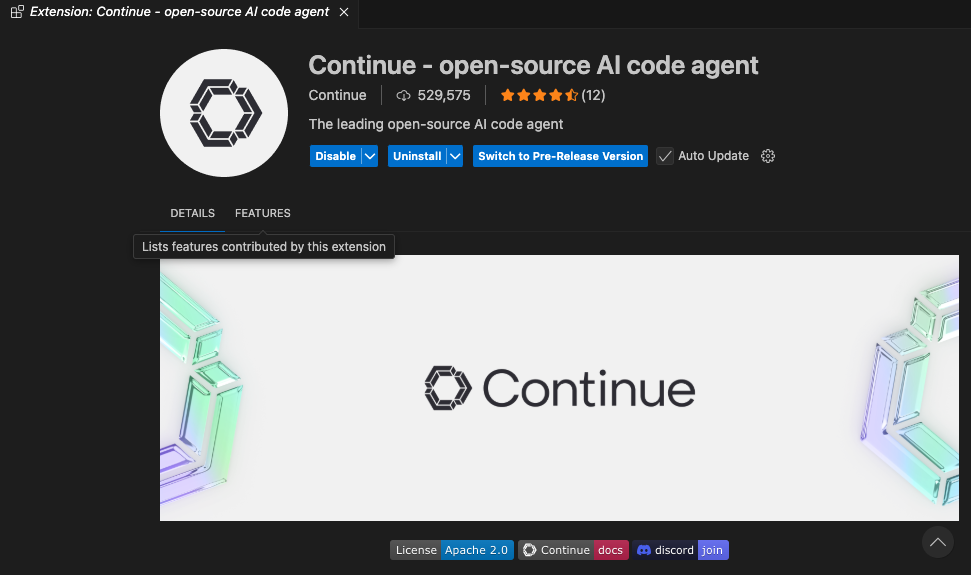 Extension: Continue - open-source AI code agent
Continue - open-source AI code agent
Continue 529,575 (12)
The leading open-source AI code agent
Disable Uninstall Switch to Pre-Release Version Auto Update
DETAILS FEATURES
Lists features contributed by this extension
Continue
License Apache 2.0 Continue docs discord join